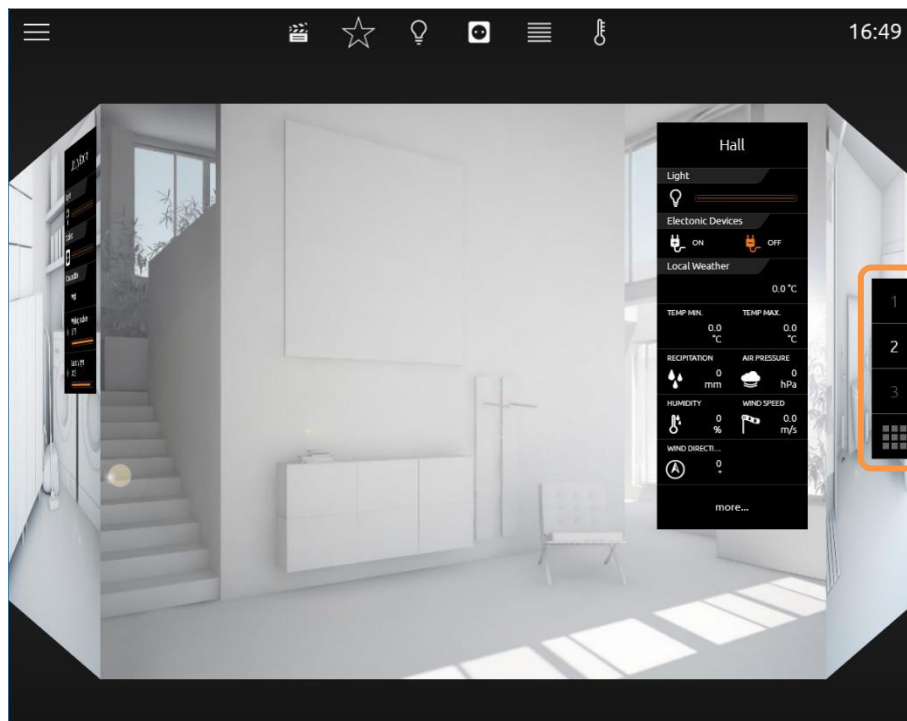 16:49
Hall
Light
Electonic Devices
ON OFF
Local Weather
0.0 °C
TEMP MIN. TEMP MAX.
0.0 0.0
°C °C
RECIPITATION AIR PRESSURE
0 0
mm hPa
HUMIDITY WIND SPEED
0 0.0
% m/s
WIND DIRECTI...
0
°
more...
1
2
3